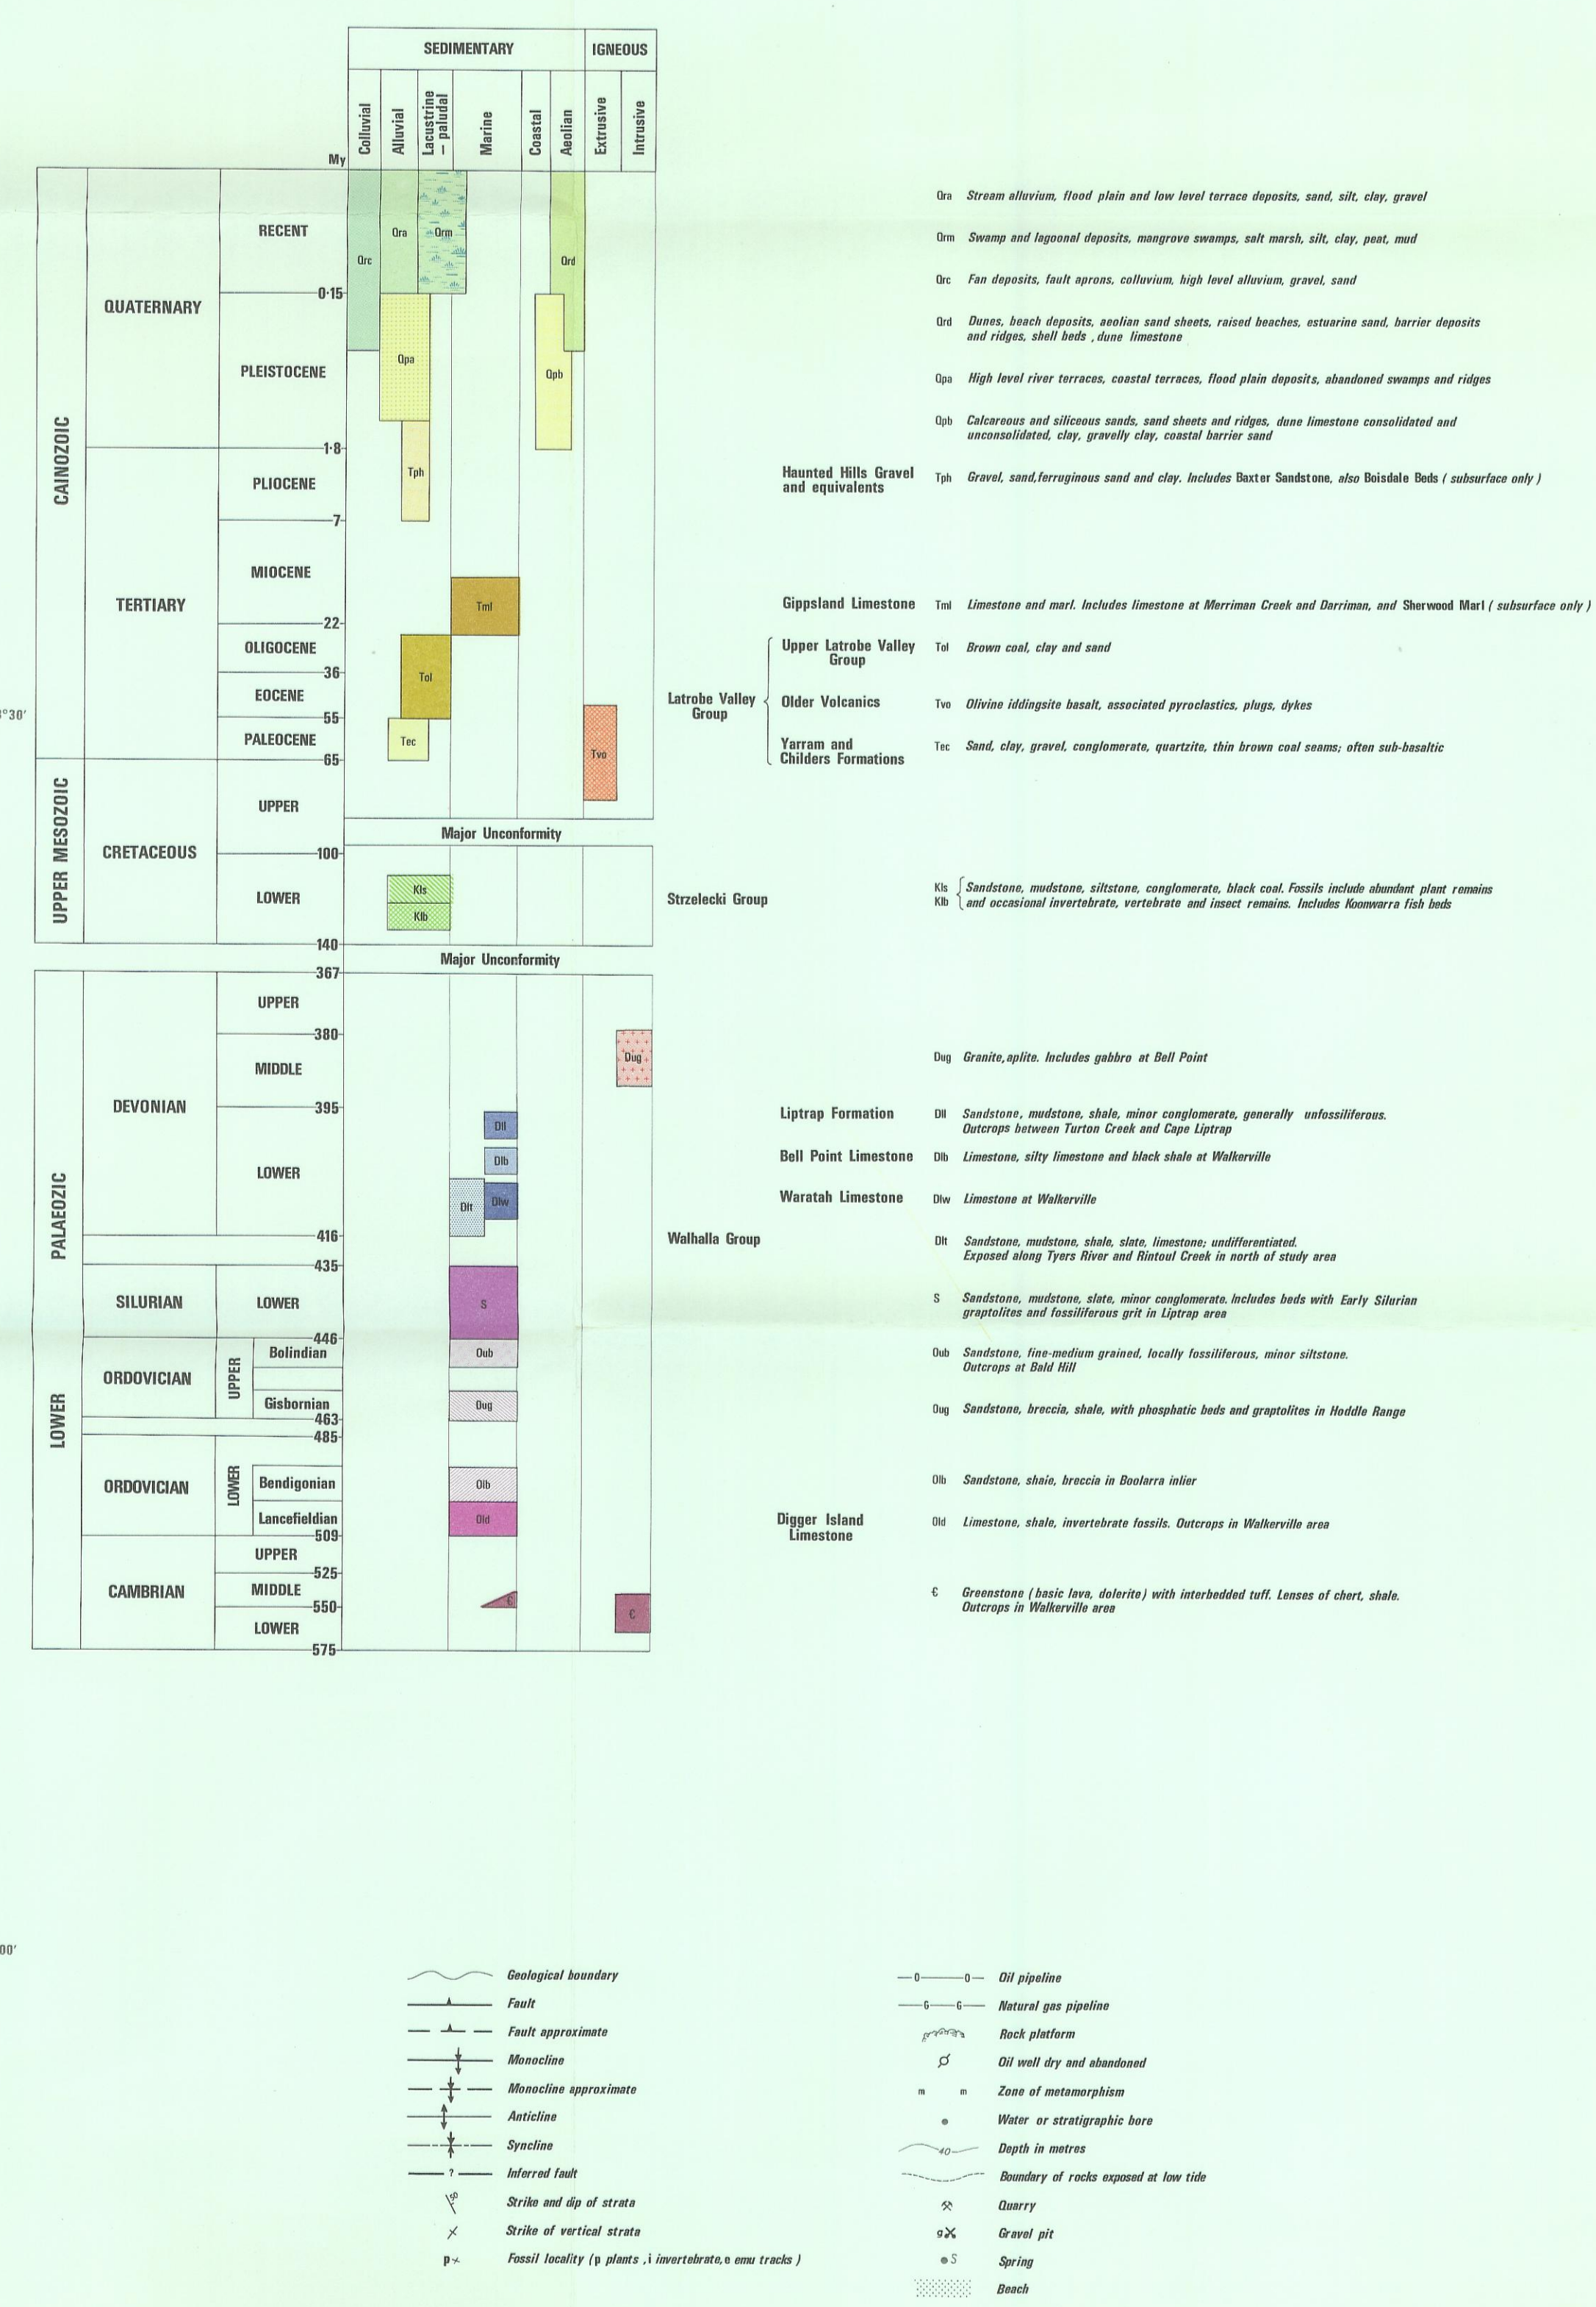 SEDIMENTARY
IGNEOUS
Colluvial
Alluvial
Lacustrine
– paludal
Marine
Coastal
Aeolian
Extrusive
Intrusive
My
CAINOZOIC
QUATERNARY
RECENT
0·15
PLEISTOCENE
1·8
TERTIARY
PLIOCENE
7
MIOCENE
22
OLIGOCENE
36
EOCENE
55
PALEOCENE
65
UPPER MESOZOIC
CRETACEOUS
UPPER
100
LOWER
140
Qrc
Qra
Qrm
Qrd
Qpa
Qpb
Tph
Tml
Tol
Tec
Tvo
Major Unconformity
Kls
Klb
Major Unconformity
367
LOWER PALAEOZIC
DEVONIAN
UPPER
380
MIDDLE
395
LOWER
416
435
SILURIAN
LOWER
446
ORDOVICIAN
UPPER
Bolindian
Gisbornian
463
485
ORDOVICIAN
LOWER
Bendigonian
Lancefieldian
509
CAMBRIAN
UPPER
525
MIDDLE
550
LOWER
575
Dug
Dll
Dlb
Dlt
Dlw
S
Oub
Oug
Olb
Old
Є
Є
Qra Stream alluvium, flood plain and low level terrace deposits, sand, silt, clay, gravel
Qrm Swamp and lagoonal deposits, mangrove swamps, salt marsh, silt, clay, peat, mud
Qrc Fan deposits, fault aprons, colluvium, high level alluvium, gravel, sand
Qrd Dunes, beach deposits, aeolian sand sheets, raised beaches, estuarine sand, barrier deposits
and ridges, shell beds , dune limestone
Qpa High level river terraces, coastal terraces, flood plain deposits, abandoned swamps and ridges
Qpb Calcareous and siliceous sands, sand sheets and ridges, dune limestone consolidated and
unconsolidated, clay, gravelly clay, coastal barrier sand
Haunted Hills Gravel
and equivalents
Tph Gravel, sand,ferruginous sand and clay. Includes Baxter Sandstone, also Boisdale Beds ( subsurface only )
Gippsland Limestone Tml Limestone and marl. Includes limestone at Merriman Creek and Darriman, and Sherwood Marl ( subsurface only )
Latrobe Valley
Group
Upper Latrobe Valley
Group
Tol Brown coal, clay and sand
Older Volcanics Tvo Olivine iddingsite basalt, associated pyroclastics, plugs, dykes
Yarram and
Childers Formations
Tec Sand, clay, gravel, conglomerate, quartzite, thin brown coal seams; often sub-basaltic
Strzelecki Group
Kls Sandstone, mudstone, siltstone, conglomerate, black coal. Fossils include abundant plant remains
Klb and occasional invertebrate, vertebrate and insect remains. Includes Koonwarra fish beds
Dug Granite,aplite. Includes gabbro at Bell Point
Liptrap Formation Dll Sandstone, mudstone, shale, minor conglomerate, generally unfossiliferous.
Outcrops between Turton Creek and Cape Liptrap
Bell Point Limestone Dlb Limestone, silty limestone and black shale at Walkerville
Waratah Limestone Dlw Limestone at Walkerville
Walhalla Group Dlt Sandstone, mudstone, shale, slate, limestone; undifferentiated.
Exposed along Tyers River and Rintoul Creek in north of study area
S Sandstone, mudstone, slate, minor conglomerate. Includes beds with Early Silurian
graptolites and fossiliferous grit in Liptrap area
Oub Sandstone, fine-medium grained, locally fossiliferous, minor siltstone.
Outcrops at Bald Hill
Oug Sandstone, breccia, shale, with phosphatic beds and graptolites in Hoddle Range
Olb Sandstone, shale, breccia in Boolarra inlier
Digger Island
Limestone
Old Limestone, shale, invertebrate fossils. Outcrops in Walkerville area
Є Greenstone ( basic lava, dolerite ) with interbedded tuff. Lenses of chert, shale.
Outcrops in Walkerville area
°30′
00′
Geological boundary
Fault
Fault approximate
Monocline
Monocline approximate
Anticline
Syncline
? Inferred fault
50 Strike and dip of strata
Strike of vertical strata
p Fossil locality ( p plants , i invertebrate, e emu tracks )
O O Oil pipeline
G G Natural gas pipeline
Rock platform
Oil well dry and abandoned
m m Zone of metamorphism
Water or stratigraphic bore
40 Depth in metres
Boundary of rocks exposed at low tide
Quarry
g Gravel pit
S Spring
Beach